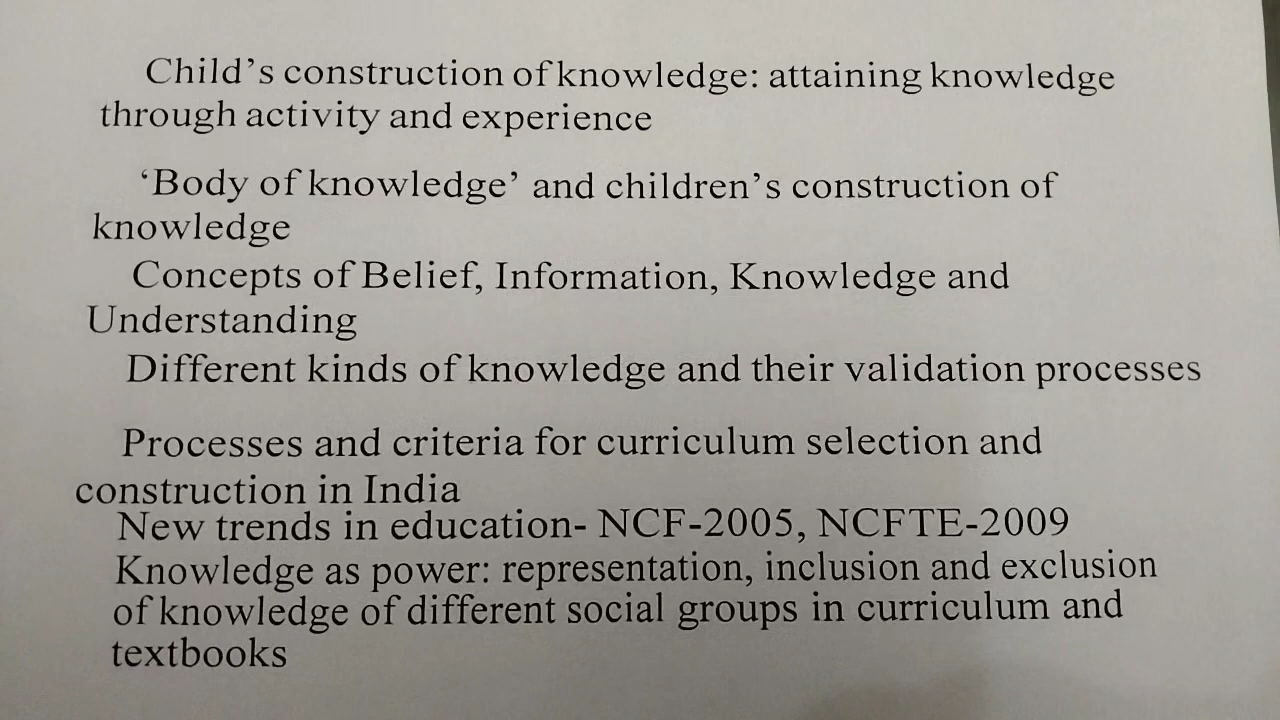 Child’s construction of knowledge: attaining knowledge
through activity and experience
‘Body of knowledge’ and children’s construction of
knowledge
Concepts of Belief, Information, Knowledge and
Understanding
Different kinds of knowledge and their validation processes
Processes and criteria for curriculum selection and
construction in India
New trends in education- NCF-2005, NCFTE-2009
Knowledge as power: representation, inclusion and exclusion
of knowledge of different social groups in curriculum and
textbooks